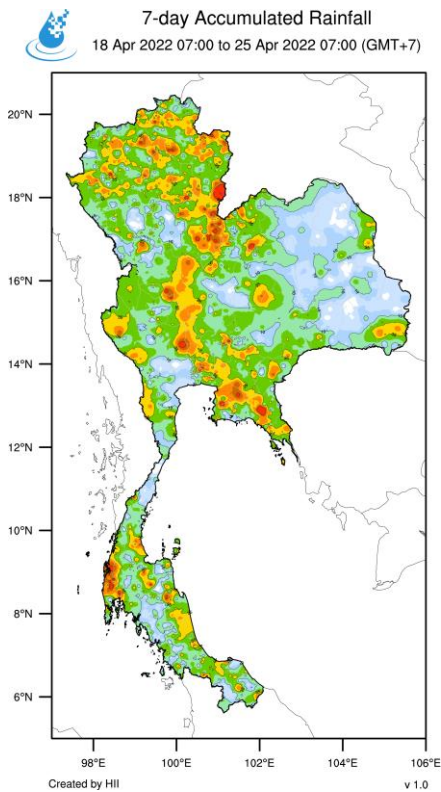 7-day Accumulated Rainfall
18 Apr 2022 07:00 to 25 Apr 2022 07:00 (GMT+7)
20°N
18°N
16°N
14°N
12°N
10°N
8°N
6°N
98°E
100°E
102°E
104°E
106°E
Created by HII
v 1.0